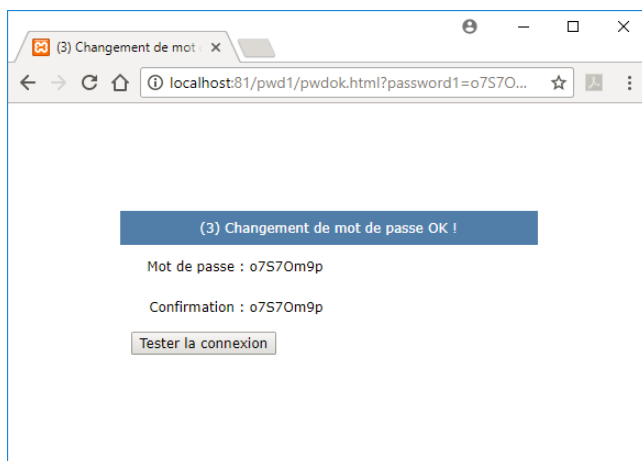 (3) Changement de mot
localhost:81/pwd1/pwdok.html?password1=o7S7O...
(3) Changement de mot de passe OK !
Mot de passe : o7S7Om9p
Confirmation : o7S7Om9p
Tester la connexion